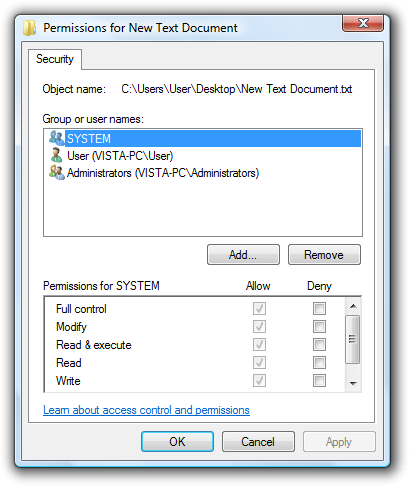 Permissions for New Text Document
Security
Object name: C:\Users\User\Desktop\New Text Document.txt
Group or user names:
SYSTEM
User (VISTA-PC\User)
Administrators (VISTA-PC\Administrators)
Add... Remove
Permissions for SYSTEM Allow Deny
Full control
Modify
Read & execute
Read
Write
Learn about access control and permissions
OK Cancel Apply